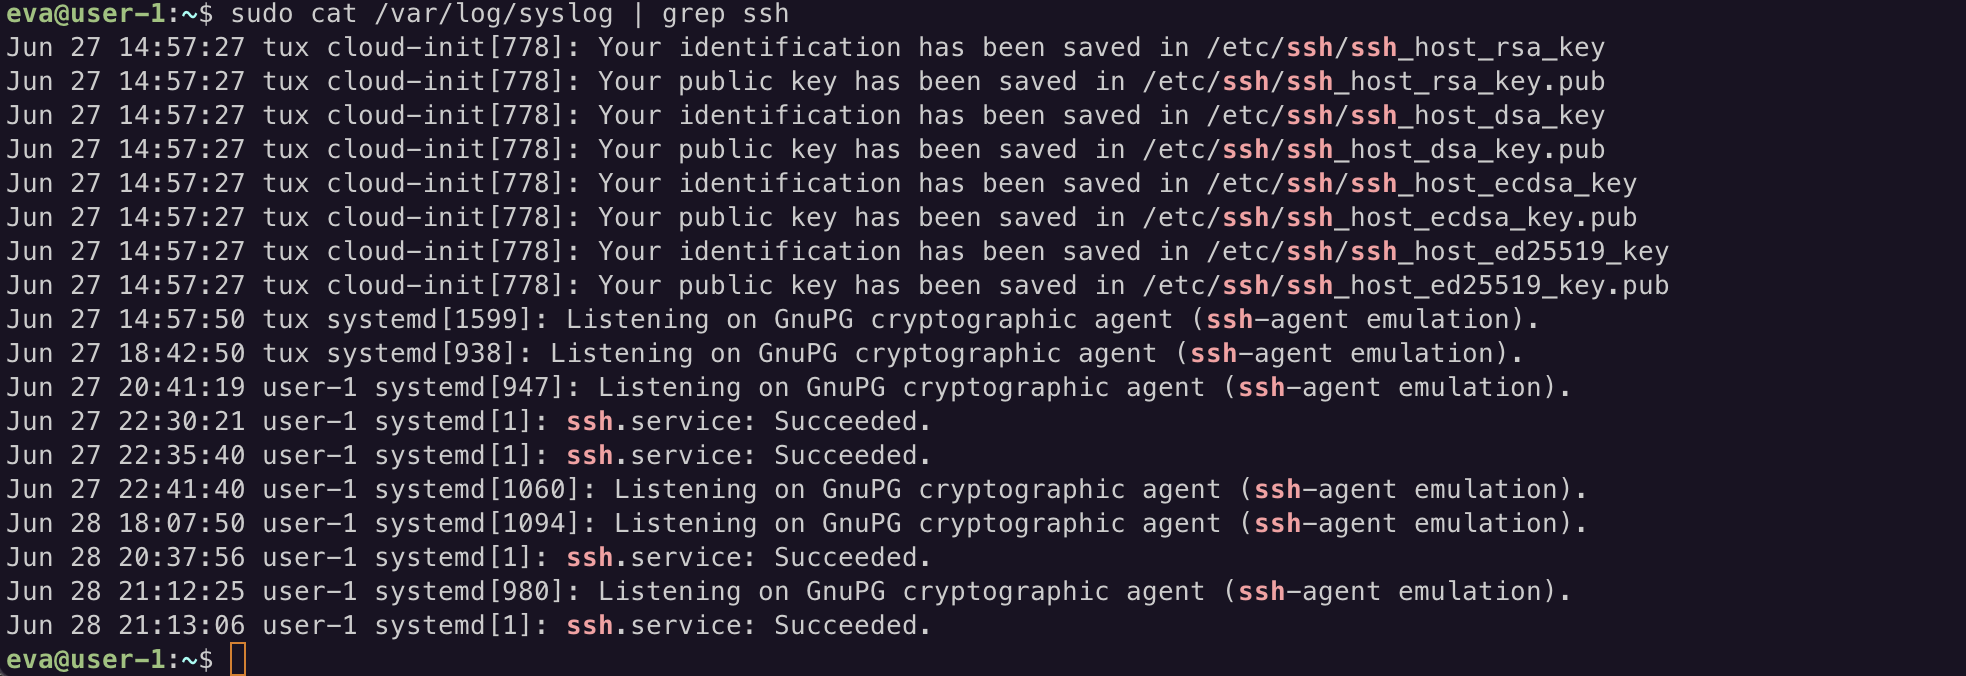 eva@user-1:~$ sudo cat /var/log/syslog | grep ssh
Jun 27 14:57:27 tux cloud-init[778]: Your identification has been saved in /etc/ssh/ssh_host_rsa_key
Jun 27 14:57:27 tux cloud-init[778]: Your public key has been saved in /etc/ssh/ssh_host_rsa_key.pub
Jun 27 14:57:27 tux cloud-init[778]: Your identification has been saved in /etc/ssh/ssh_host_dsa_key
Jun 27 14:57:27 tux cloud-init[778]: Your public key has been saved in /etc/ssh/ssh_host_dsa_key.pub
Jun 27 14:57:27 tux cloud-init[778]: Your identification has been saved in /etc/ssh/ssh_host_ecdsa_key
Jun 27 14:57:27 tux cloud-init[778]: Your public key has been saved in /etc/ssh/ssh_host_ecdsa_key.pub
Jun 27 14:57:27 tux cloud-init[778]: Your identification has been saved in /etc/ssh/ssh_host_ed25519_key
Jun 27 14:57:27 tux cloud-init[778]: Your public key has been saved in /etc/ssh/ssh_host_ed25519_key.pub
Jun 27 14:57:50 tux systemd[1599]: Listening on GnuPG cryptographic agent (ssh-agent emulation).
Jun 27 18:42:50 tux systemd[938]: Listening on GnuPG cryptographic agent (ssh-agent emulation).
Jun 27 20:41:19 user-1 systemd[947]: Listening on GnuPG cryptographic agent (ssh-agent emulation).
Jun 27 22:30:21 user-1 systemd[1]: ssh.service: Succeeded.
Jun 27 22:35:40 user-1 systemd[1]: ssh.service: Succeeded.
Jun 27 22:41:40 user-1 systemd[1060]: Listening on GnuPG cryptographic agent (ssh-agent emulation).
Jun 28 18:07:50 user-1 systemd[1094]: Listening on GnuPG cryptographic agent (ssh-agent emulation).
Jun 28 20:37:56 user-1 systemd[1]: ssh.service: Succeeded.
Jun 28 21:12:25 user-1 systemd[980]: Listening on GnuPG cryptographic agent (ssh-agent emulation).
Jun 28 21:13:06 user-1 systemd[1]: ssh.service: Succeeded.
eva@user-1:~$